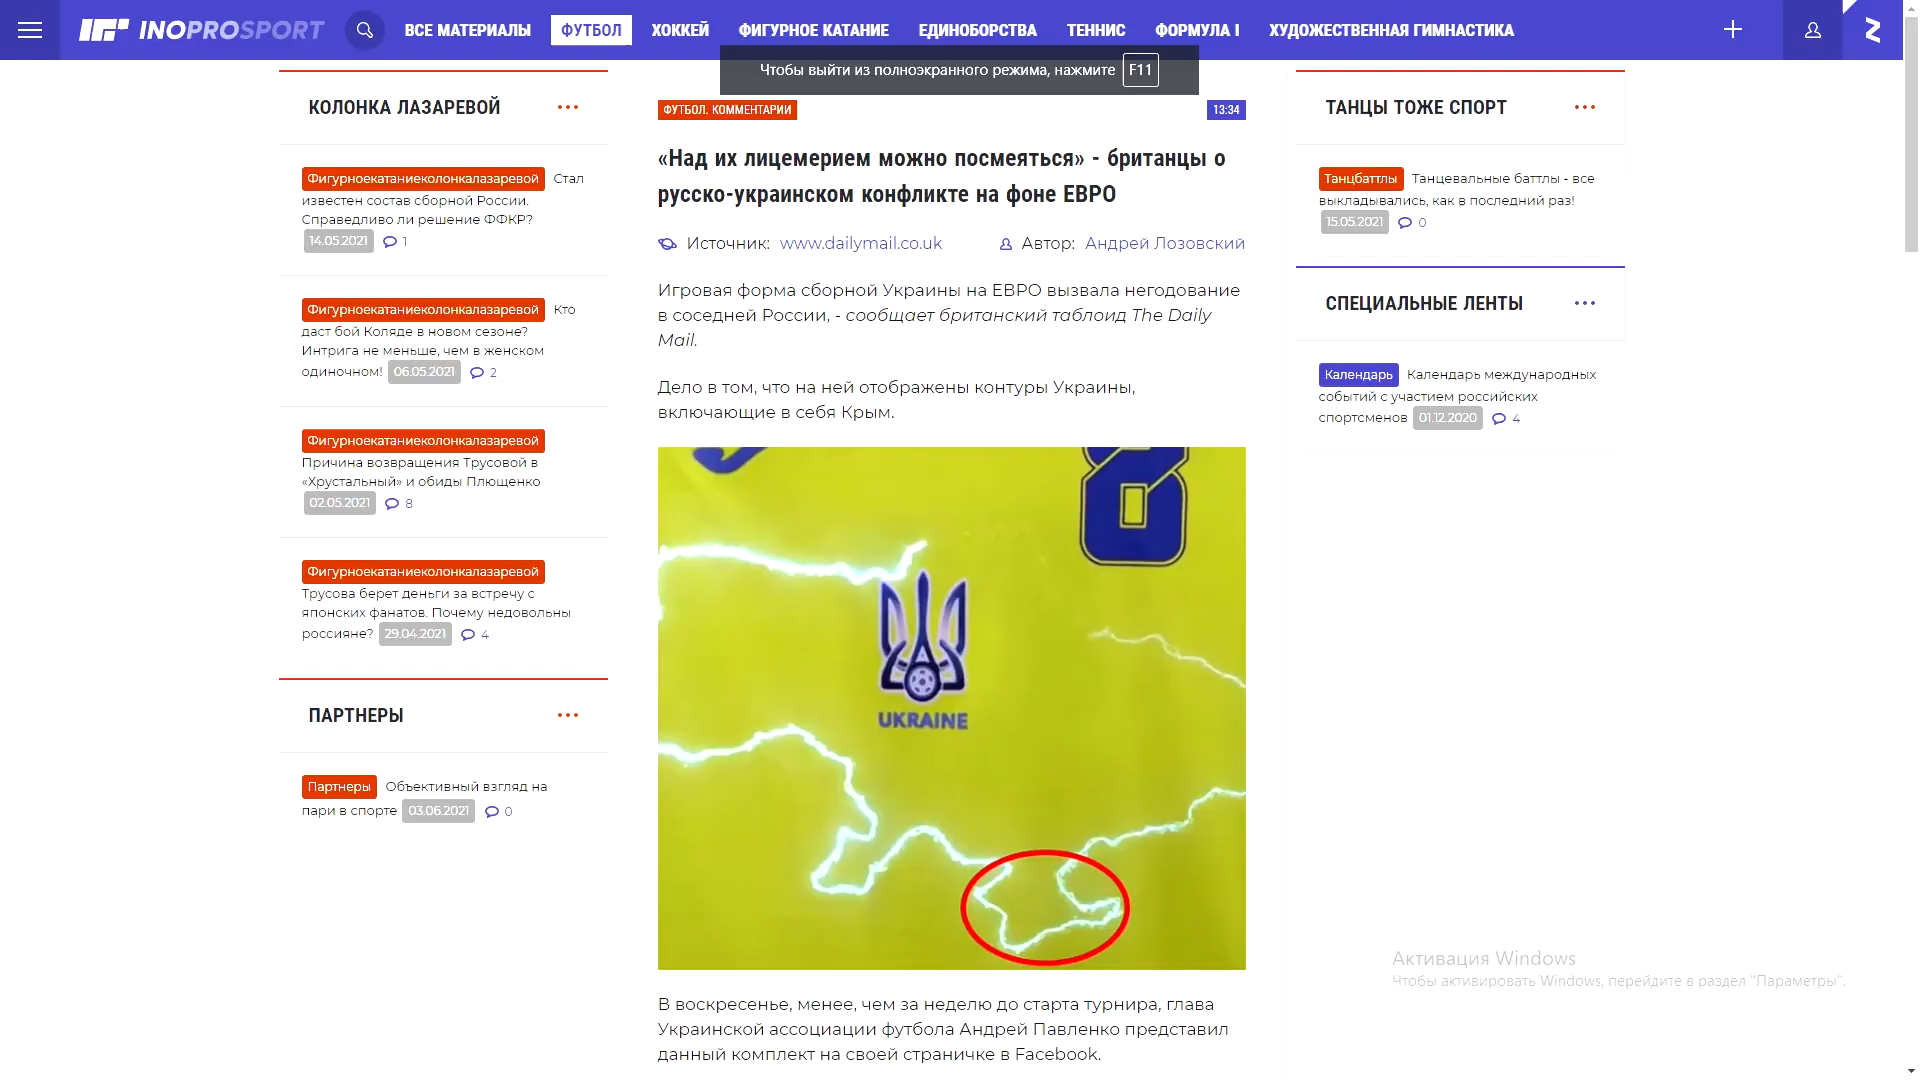 INOPROSPORT
ВСЕ МАТЕРИАЛЫ
ФУТБОЛ
ХОККЕЙ
ФИГУРНОЕ КАТАНИЕ
ЕДИНОБОРСТВА
ТЕННИС
ФОРМУЛА I
ХУДОЖЕСТВЕННАЯ ГИМНАСТИКА
Чтобы выйти из полноэкранного режима, нажмите F11
КОЛОНКА ЛАЗАРЕВОЙ
Фигурноекатаниеколонкалазаревой Стал
известен состав сборной России.
Справедливо ли решение ФФКР?
14.05.2021 1
Фигурноекатаниеколонкалазаревой Кто
даст бой Коляде в новом сезоне?
Интрига не меньше, чем в женском
одиночном! 06.05.2021 2
Фигурноекатаниеколонкалазаревой
Причина возвращения Трусовой в
«Хрустальный» и обиды Плющенко
02.05.2021 8
Фигурноекатаниеколонкалазаревой
Трусова берет деньги за встречу с
японских фанатов. Почему недовольны
россияне? 29.04.2021 4
ПАРТНЕРЫ
Партнеры Объективный взгляд на
пари в спорте 03.06.2021 0
ФУТБОЛ. КОММЕНТАРИИ
13:34
«Над их лицемерием можно посмеяться» - британцы о
русско-украинском конфликте на фоне ЕВРО
Источник: www.dailymail.co.uk
Автор: Андрей Лозовский
Игровая форма сборной Украины на ЕВРО вызвала негодование
в соседней России, - сообщает британский таблоид The Daily
Mail.
Дело в том, что на ней отображены контуры Украины,
включающие в себя Крым.
8
UKRAINE
В воскресенье, менее, чем за неделю до старта турнира, глава
Украинской ассоциации футбола Андрей Павленко представил
данный комплект на своей страничке в Facebook.
ТАНЦЫ ТОЖЕ СПОРТ
Танцбаттлы Танцевальные баттлы - все
выкладывались, как в последний раз!
15.05.2021 0
СПЕЦИАЛЬНЫЕ ЛЕНТЫ
Календарь Календарь международных
событий с участием российских
спортсменов 01.12.2020 4
Активация Windows
Чтобы активировать Windows, перейдите в раздел "Параметры".